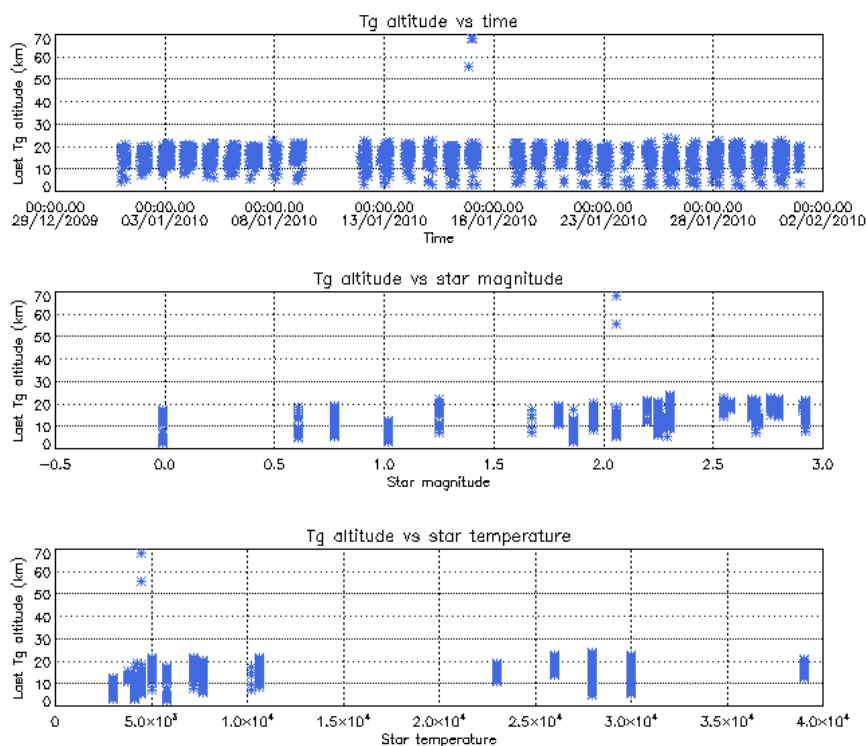 Tg altitude vs time
Last Tg altitude (km)
70
60
50
40
30
20
10
0
00:00.00 00:00.00 00:00.00 00:00.00 00:00.00 00:00.00 00:00.00 00:00.00
29/12/2009 03/01/2010 08/01/2010 13/01/2010 18/01/2010 23/01/2010 28/01/2010 02/02/2010
Time
Tg altitude vs star magnitude
Last Tg altitude (km)
70
60
50
40
30
20
10
0
-0.5 0.0 0.5 1.0 1.5 2.0 2.5 3.0
Star magnitude
Tg altitude vs star temperature
Last Tg altitude (km)
70
60
50
40
30
20
10
0
0 5.0×10³ 1.0×10⁴ 1.5×10⁴ 2.0×10⁴ 2.5×10⁴ 3.0×10⁴ 3.5×10⁴ 4.0×10⁴
Star temperature